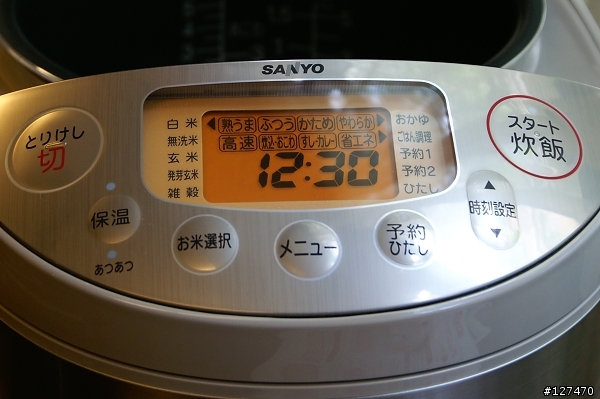 SANYO
とりけし
切
白米
無洗米
玄米
発芽玄米
雑穀
熟うま ふつう かため やわらか
高速 炊込・おこわ すし・カレー 省エネ
12:30
おかゆ
ごはん調理
予約1
予約2
ひたし
スタート
炊飯
保温
あつあつ
お米選択
メニュー
予約
ひたし
時刻設定
#127470